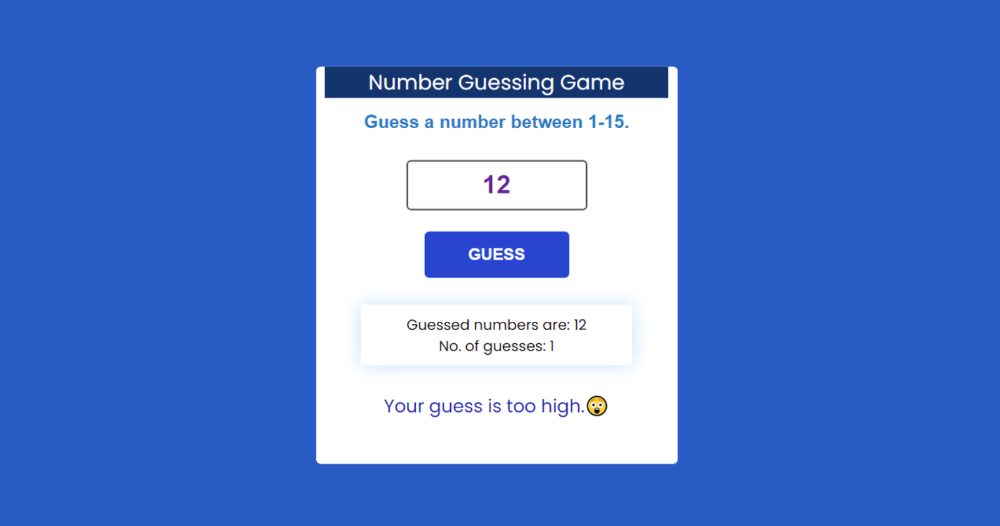 Number Guessing Game
Guess a number between 1-15.
12
GUESS
Guessed numbers are: 12
No. of guesses: 1
Your guess is too high.😲